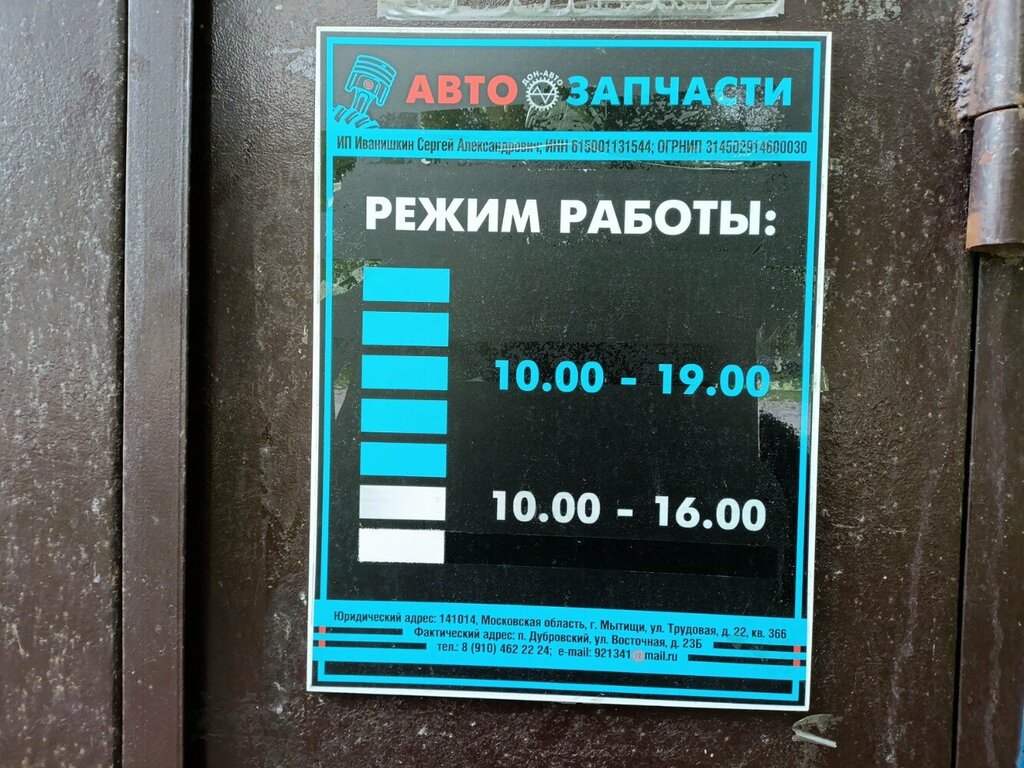 АВТО ДОН-АВТО ЗАПЧАСТИ
ИП Иванишкин Сергей Александрович; ИНН 615001131544; ОГРНИП 314502914600030
РЕЖИМ РАБОТЫ:
10.00 - 19.00
10.00 - 16.00
Юридический адрес: 141014, Московская область, г. Мытищи, ул. Трудовая, д. 22, кв. 366
Фактический адрес: п. Дубровский, ул. Восточная, д. 23Б
тел.: 8 (910) 462 22 24; e-mail: 921341@mail.ru